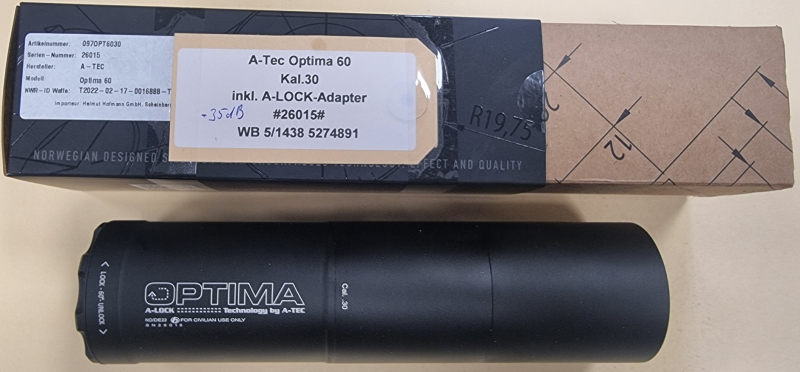 Artikelnummer: 097OPT6030
Serien-Nummer: 26015
Hersteller: A-TEC
Modell: Optima 60
NWR-ID Waffe: T2022-02-17-0016888-T
Importeur: Helmut Hofmann GmbH,
A-Tec Optima 60
Kal.30
inkl. A-LOCK-Adapter
-35dB
#26015#
WB 5/1438 5274891
R19,75
12
NORWEGIAN DESIGNED
EFFECT AND QUALITY
< LOCK - 60° - UNLOCK >
OPTIMA
A-LOCK Technology by A-TEC
FOR CIVILIAN USE ONLY
Cal. .30